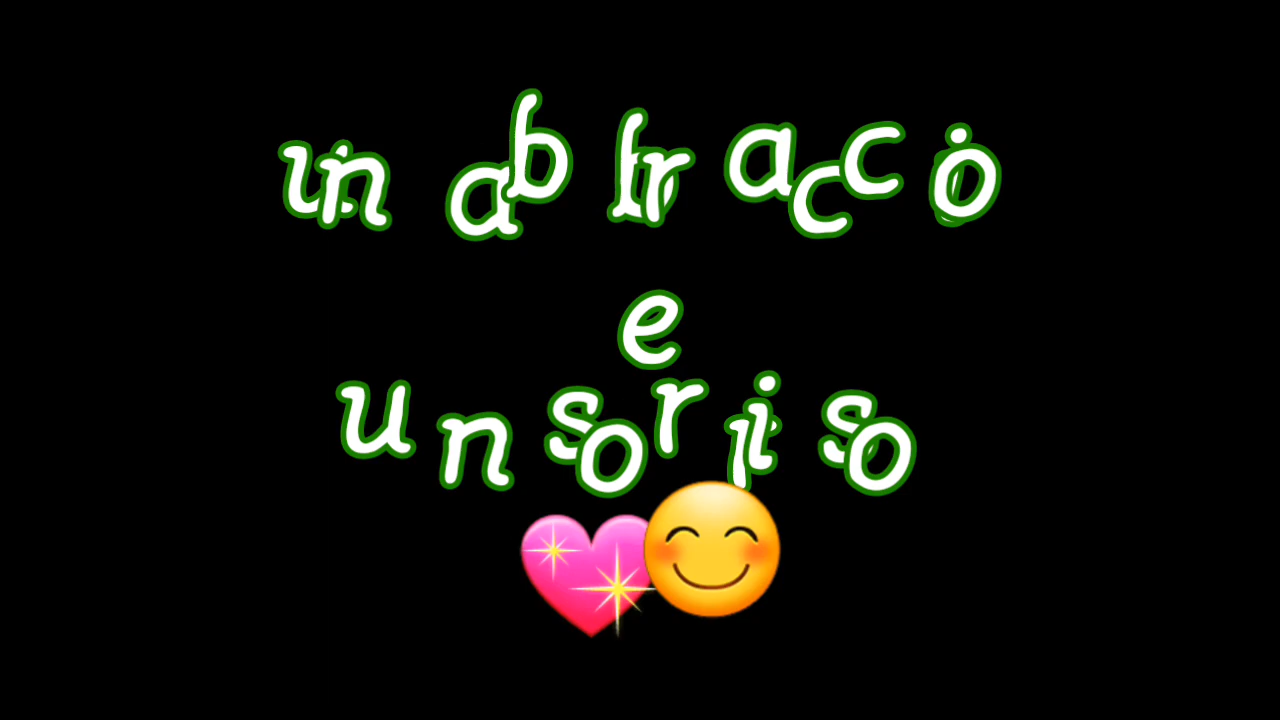 un abbraccio
e
un sorriso
💖😊